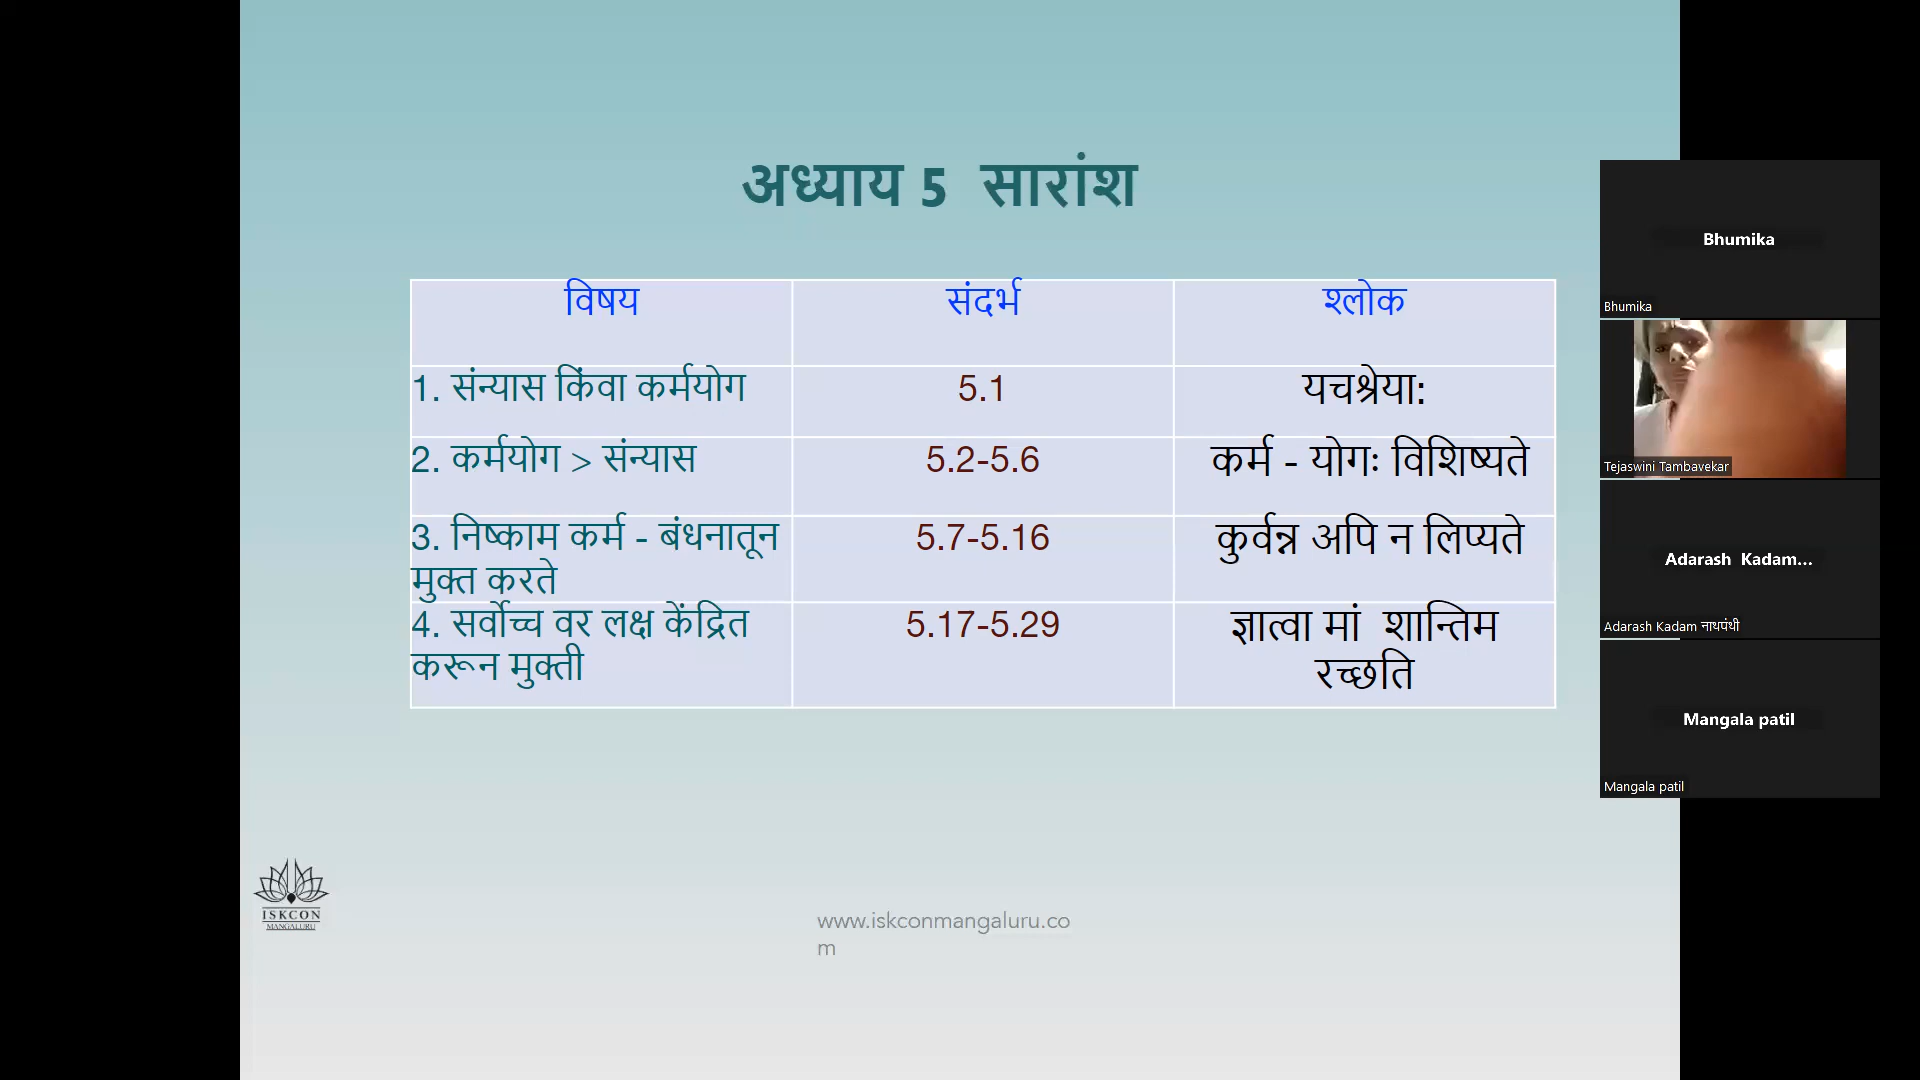 अध्याय 5 सारांश
विषय
संदर्भ
श्लोक
1. संन्यास किंवा कर्मयोग
5.1
यचश्रेया:
2. कर्मयोग > संन्यास
5.2-5.6
कर्म - योगः विशिष्यते
3. निष्काम कर्म - बंधनातून
मुक्त करते
5.7-5.16
कुर्वन्न अपि न लिप्यते
4. सर्वोच्च वर लक्ष केंद्रित
करून मुक्ती
5.17-5.29
ज्ञात्वा मां शान्तिम
रच्छति
ISKCON
MANGALURU
www.iskconmangaluru.co
m
Bhumika
Bhumika
Tejaswini Tambavekar
Adarash Kadam...
Adarash Kadam नाथपंथी
Mangala patil
Mangala patil